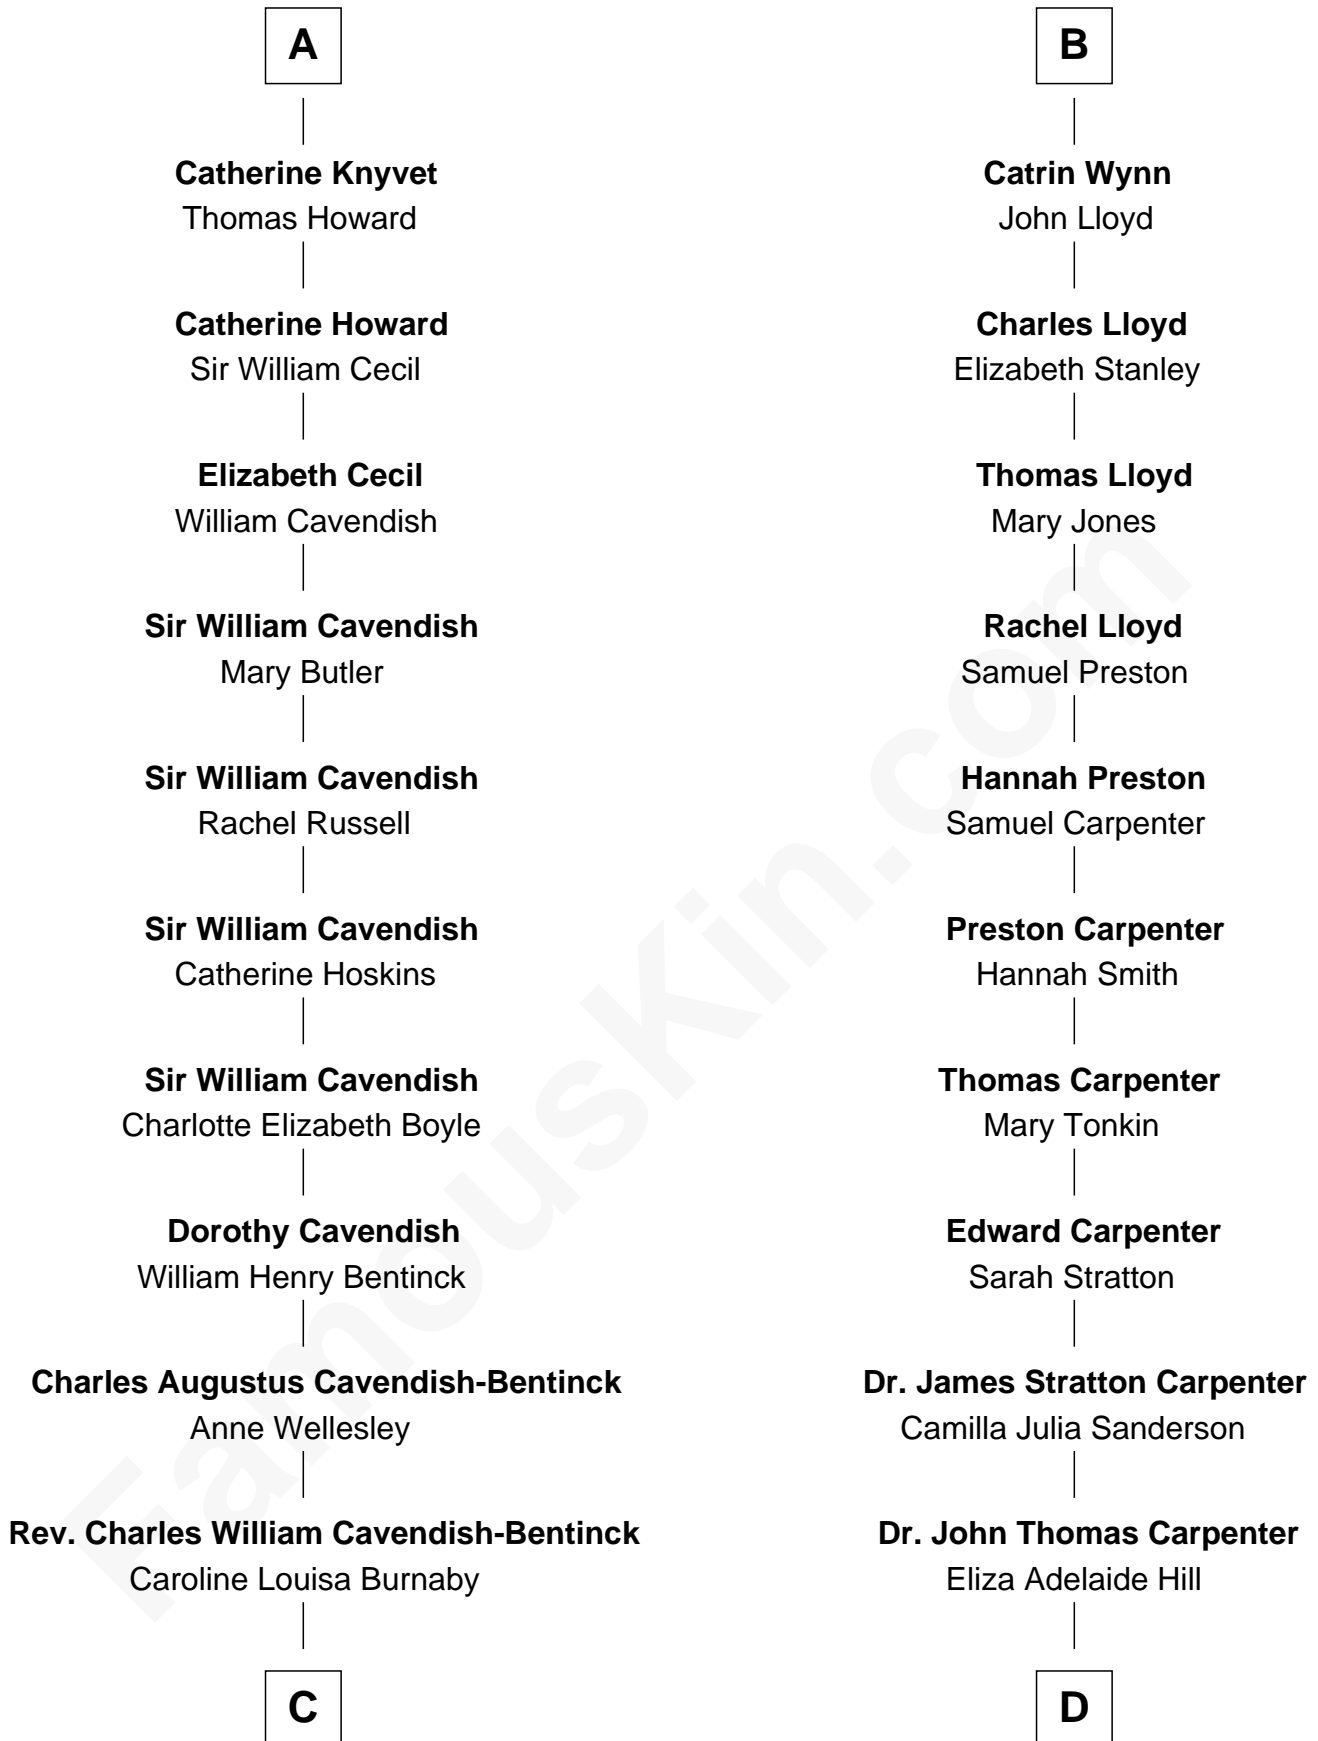 A
Catherine Knyvet
Thomas Howard
Catherine Howard
Sir William Cecil
Elizabeth Cecil
William Cavendish
Sir William Cavendish
Mary Butler
Sir William Cavendish
Rachel Russell
Sir William Cavendish
Catherine Hoskins
Sir William Cavendish
Charlotte Elizabeth Boyle
Dorothy Cavendish
William Henry Bentinck
Charles Augustus Cavendish-Bentinck
Anne Wellesley
Rev. Charles William Cavendish-Bentinck
Caroline Louisa Burnaby
C
B
Catrin Wynn
John Lloyd
Charles Lloyd
Elizabeth Stanley
Thomas Lloyd
Mary Jones
Rachel Lloyd
Samuel Preston
Hannah Preston
Samuel Carpenter
Preston Carpenter
Hannah Smith
Thomas Carpenter
Mary Tonkin
Edward Carpenter
Sarah Stratton
Dr. James Stratton Carpenter
Camilla Julia Sanderson
Dr. John Thomas Carpenter
Eliza Adelaide Hill
D
FamousKin.com